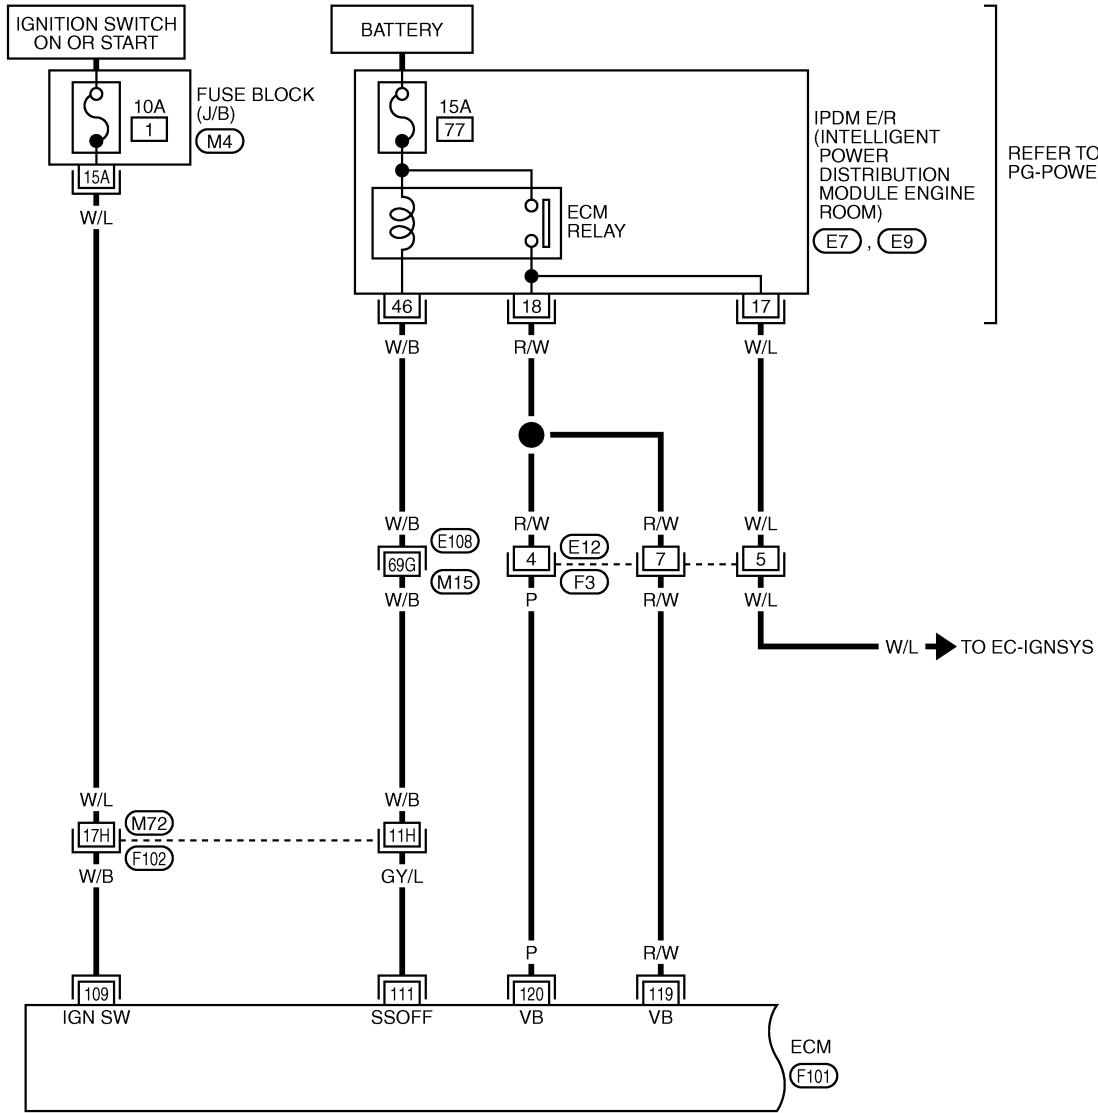 IGNITION SWITCH
ON OR START
BATTERY
10A
1
FUSE BLOCK
(J/B)
M4
15A
W/L
15A
77
ECM
RELAY
IPDM E/R
(INTELLIGENT
POWER
DISTRIBUTION
MODULE ENGINE
ROOM)
E7 , E9
REFER TO
PG-POWE
46
18
17
W/B
R/W
W/L
W/B
R/W
R/W
W/L
E108
69G
M15
4
E12
F3
7
5
W/B
P
R/W
W/L
W/L
TO EC-IGNSYS
W/L
W/B
17H
M72
F102
11H
W/B
GY/L
P
R/W
109
111
120
119
IGN SW
SSOFF
VB
VB
ECM
F101